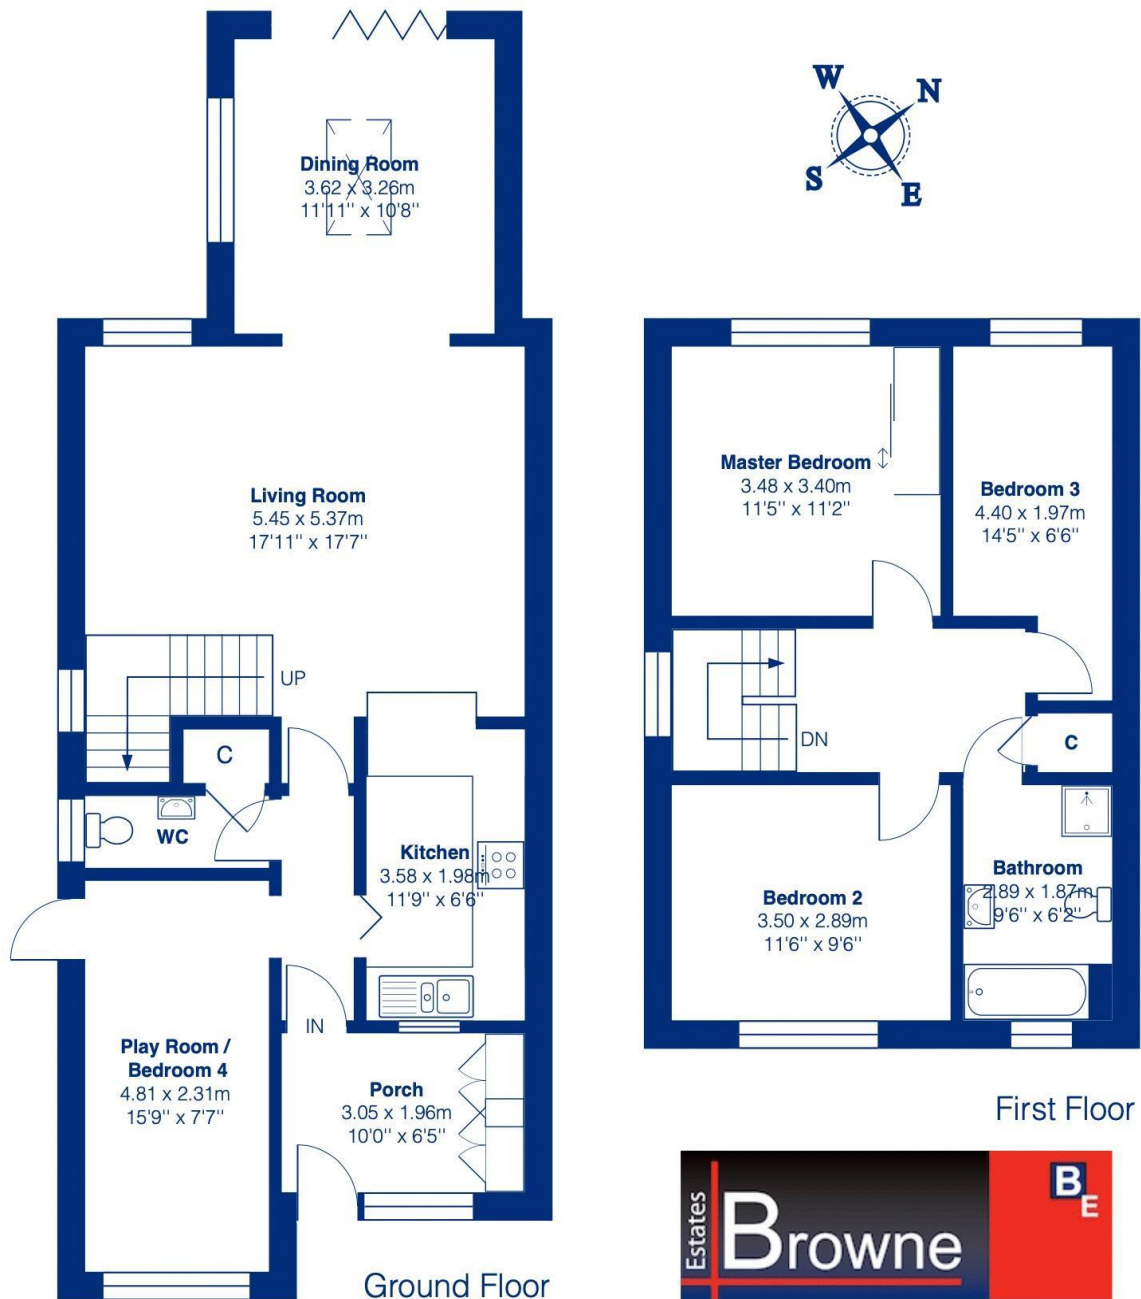 W
N
S
E
Dining Room
3.62 x 3.26m
11'11'' x 10'8''
Living Room
5.45 x 5.37m
17'11'' x 17'7''
UP
C
WC
Kitchen
3.58 x 1.98m
11'9'' x 6'6''
IN
Play Room /
Bedroom 4
4.81 x 2.31m
15'9'' x 7'7''
Porch
3.05 x 1.96m
10'0'' x 6'5''
Ground Floor
Master Bedroom
3.48 x 3.40m
11'5'' x 11'2''
Bedroom 3
4.40 x 1.97m
14'5'' x 6'6''
DN
C
Bedroom 2
3.50 x 2.89m
11'6'' x 9'6''
Bathroom
2.89 x 1.87m
9'6'' x 6'2''
First Floor
Estates
Browne
B
E